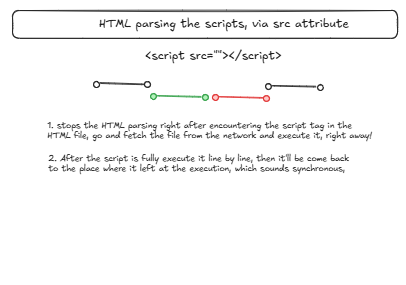 HTML parsing the scripts, via src attribute
<script src=""></script>
1. stops the HTML parsing right after encountering the script tag in the
HTML file, go and fetch the file from the network and execute it, right away!
2. After the script is fully execute it line by line, then it'll be come back
to the place where it left at the execution, which sounds synchronous,